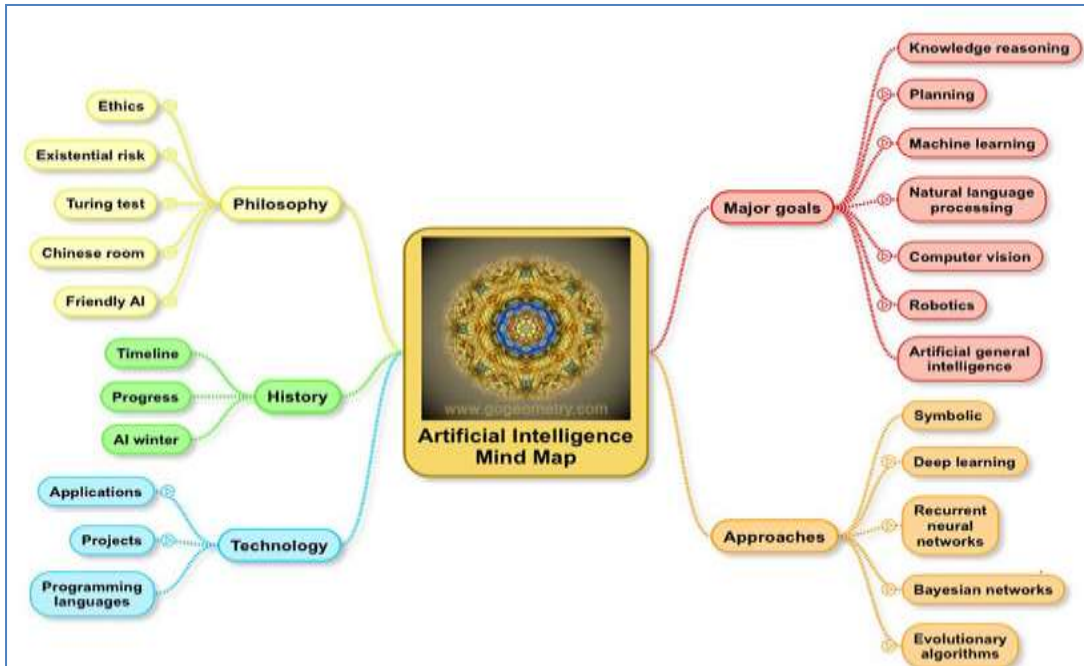 Ethics
Existential risk
Turing test
Chinese room
Friendly AI
Philosophy
Timeline
Progress
AI winter
History
Applications
Projects
Programming
languages
Technology
www.gogeometry.com
Artificial Intelligence
Mind Map
Major goals
Knowledge reasoning
Planning
Machine learning
Natural language
processing
Computer vision
Robotics
Artificial general
intelligence
Approaches
Symbolic
Deep learning
Recurrent
neural
networks
Bayesian networks
Evolutionary
algorithms